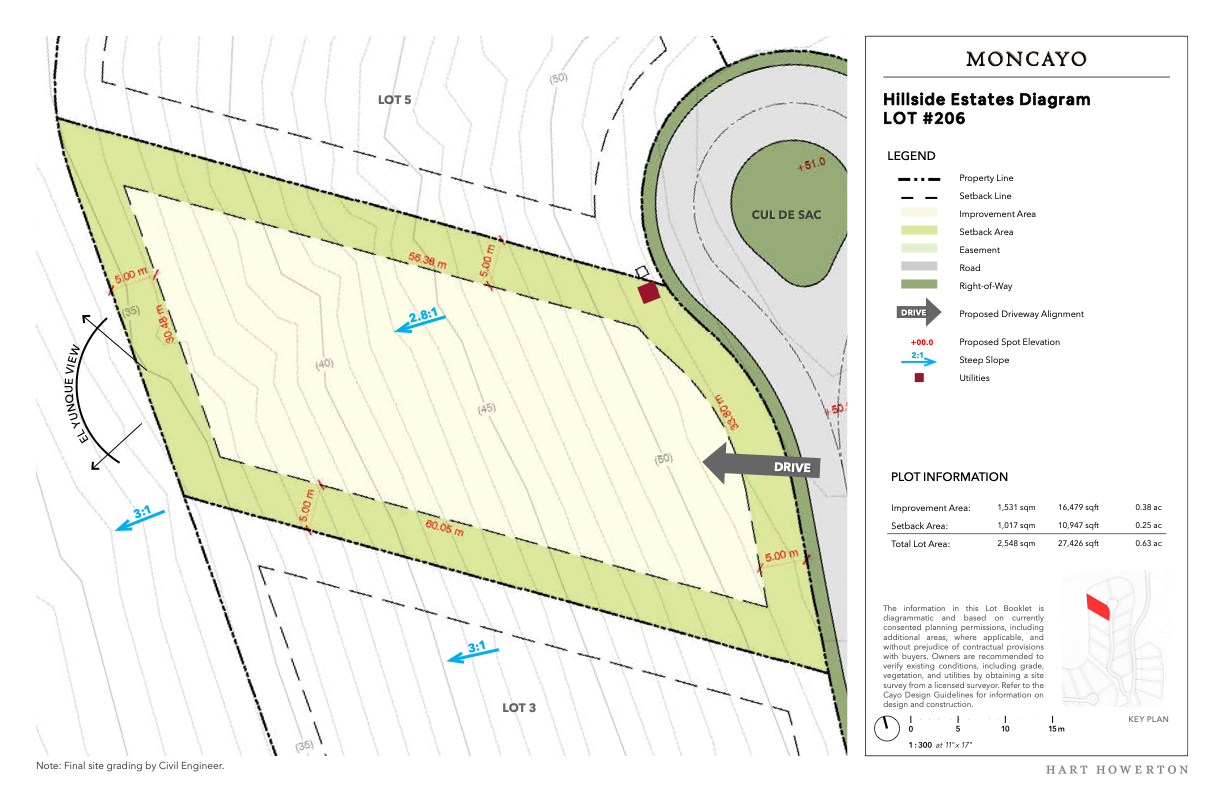 (50)
LOT 5
+51.0
CUL DE SAC
5.00 m
56.38 m
5.00 m
(35)
30.48 m
2.8:1
EL YUNQUE VIEW
(40)
(45)
33.80 m
(50)
DRIVE
3:1
5.00 m
60.05 m
5.00 m
3:1
LOT 3
(35)
Note: Final site grading by Civil Engineer.
MONCAYO
Hillside Estates Diagram
LOT #206
LEGEND
Property Line
Setback Line
Improvement Area
Setback Area
Easement
Road
Right-of-Way
DRIVE Proposed Driveway Alignment
+00.0 Proposed Spot Elevation
2:1 Steep Slope
Utilities
PLOT INFORMATION
Improvement Area: 1,531 sqm 16,479 sqft 0.38 ac
Setback Area: 1,017 sqm 10,947 sqft 0.25 ac
Total Lot Area: 2,548 sqm 27,426 sqft 0.63 ac
The information in this Lot Booklet is
diagrammatic and based on currently
consented planning permissions, including
additional areas, where applicable, and
without prejudice of contractual provisions
with buyers. Owners are recommended to
verify existing conditions, including grade,
vegetation, and utilities by obtaining a site
survey from a licensed surveyor. Refer to the
Cayo Design Guidelines for information on
design and construction.
KEY PLAN
0 5 10 15m
1:300 at 11"x 17"
HART HOWERTON